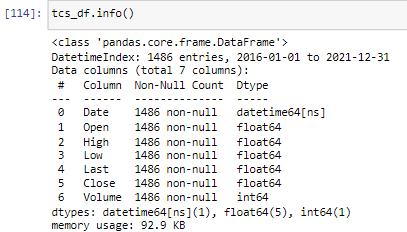 [114]: tcs_df.info()
<class 'pandas.core.frame.DataFrame'>
DatetimeIndex: 1486 entries, 2016-01-01 to 2021-12-31
Data columns (total 7 columns):
 #   Column  Non-Null Count  Dtype
---  ------  --------------  -----
 0   Date    1486 non-null   datetime64[ns]
 1   Open    1486 non-null   float64
 2   High    1486 non-null   float64
 3   Low     1486 non-null   float64
 4   Last    1486 non-null   float64
 5   Close   1486 non-null   float64
 6   Volume  1486 non-null   int64
dtypes: datetime64[ns](1), float64(5), int64(1)
memory usage: 92.9 KB